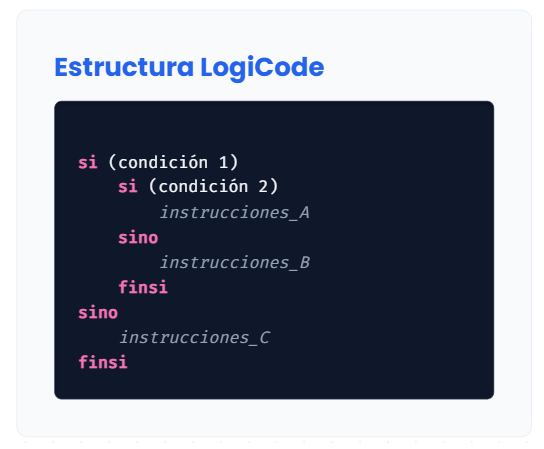 Estructura LogiCode
si (condición 1)
si (condición 2)
instrucciones_A
sino
instrucciones_B
finsi
sino
instrucciones_C
finsi